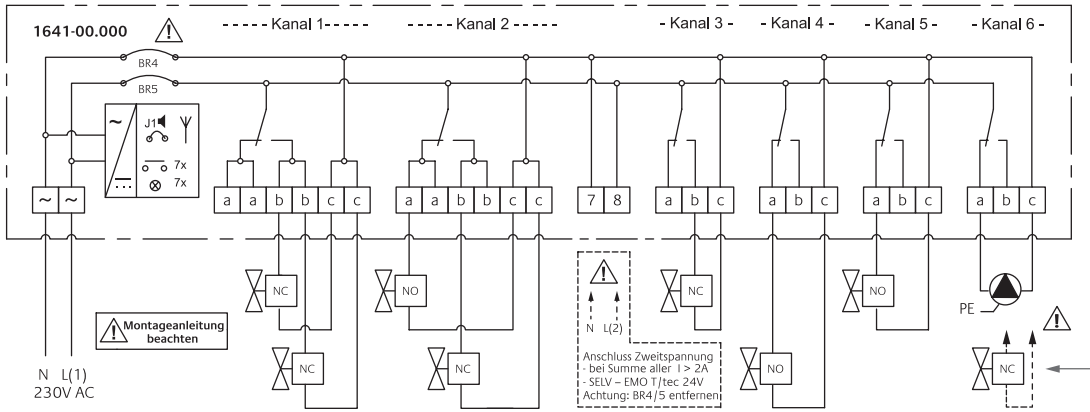 - - - - - Kanal 1- - - - -
- - - - - Kanal 2 - - - - -
- - Kanal 3 - -
- - Kanal 4 - -
- - Kanal 5 - -
- Kanal 6 -
1641-00.000
BR4
BR5
~
J1
7x
7x
~ ~
a a b b c c
a a b b c c
7 8
a b c
a b c
a b c
a b c
NC
NO
NC
NO
PE
N L(2)
Montageanleitung
beachten
Anschluss Zweitspannung
- bei Summe aller I > 2A
- SELV – EMO T/tec 24V
Achtung: BR4/5 entfernen
NC
NC
NO
NC
N L(1)
230V AC